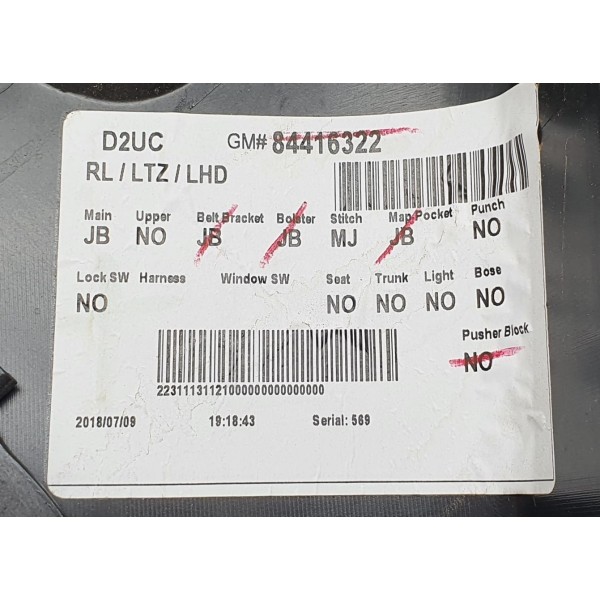 D2UC GM# 84416322
RL / LTZ / LHD
Main Upper Belt Bracket Bolster Stitch Map Pocket Punch
JB NO JB JB MJ JB NO
Lock SW Harness Window SW Seat Trunk Light Bose
NO NO NO NO NO
Pusher Block
NO
22311131121000000000000000
2018/07/09 19:18:43 Serial: 569